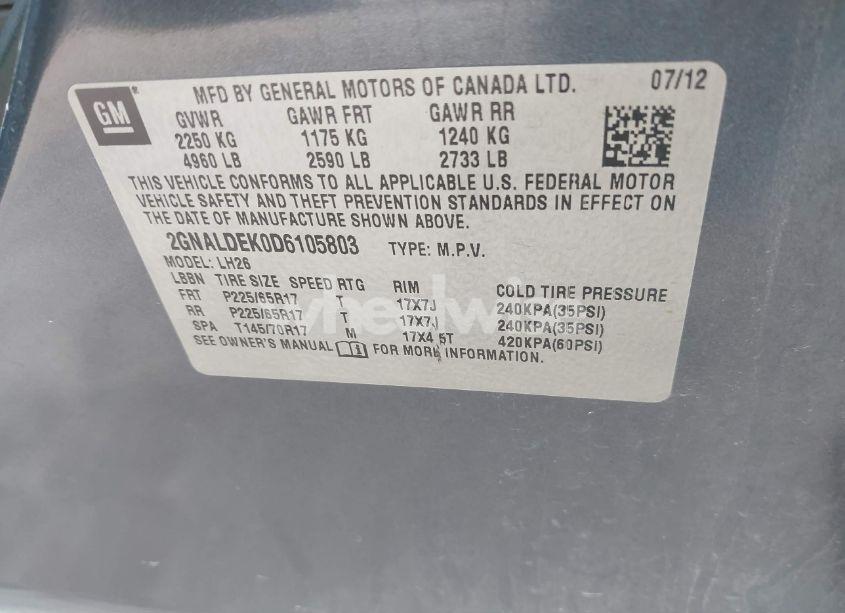 GM
MFD BY GENERAL MOTORS OF CANADA LTD. 07/12
GVWR GAWR FRT GAWR RR
2250 KG 1175 KG 1240 KG
4960 LB 2590 LB 2733 LB
THIS VEHICLE CONFORMS TO ALL APPLICABLE U.S. FEDERAL MOTOR
VEHICLE SAFETY AND THEFT PREVENTION STANDARDS IN EFFECT ON
THE DATE OF MANUFACTURE SHOWN ABOVE.
2GNALDEK0D6105803 TYPE: M.P.V.
MODEL: LH26
LBBN TIRE SIZE SPEED RTG RIM COLD TIRE PRESSURE
FRT P225/65R17 T 17X7J 240KPA(35PSI)
RR P225/65R17 T 17X7J 240KPA(35PSI)
SPA T145/70R17 M 17X4.5T 420KPA(60PSI)
SEE OWNER'S MANUAL FOR MORE INFORMATION.